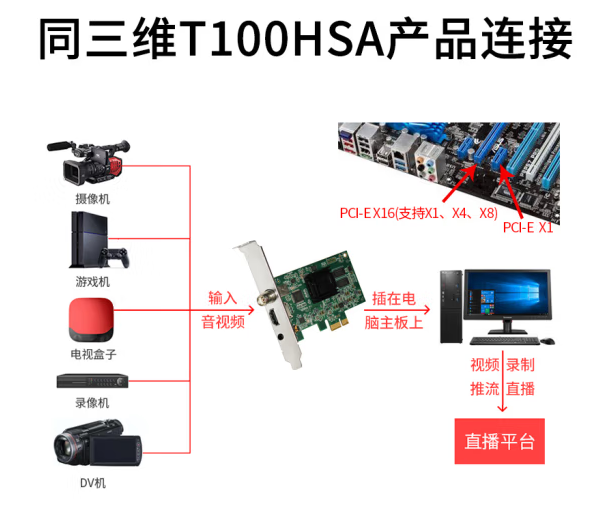 同三维T100HSA产品连接
摄像机
游戏机
电视盒子
录像机
DV机
输入
音视频
插在电
脑主板上
PCI-E X16(支持X1、X4、X8)
PCI-E X1
视频 录制
推流 直播
直播平台